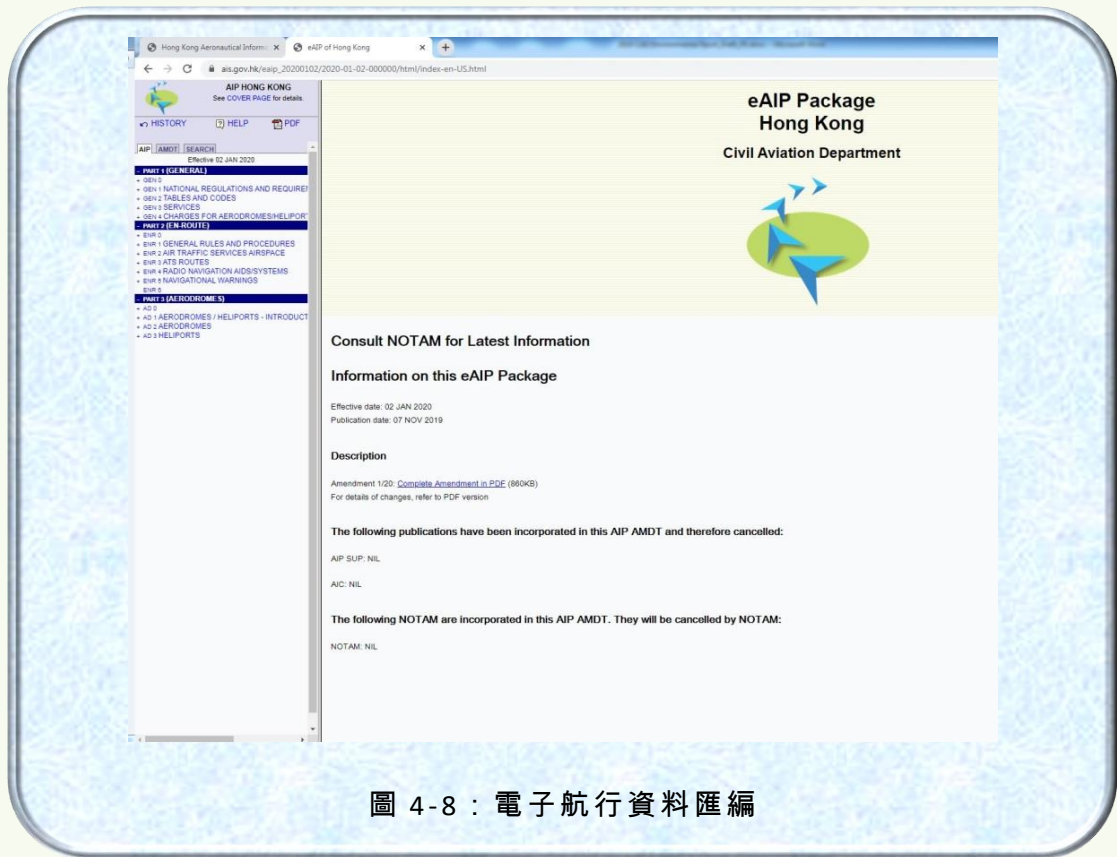 Hong Kong Aeronautical Inform
eAIP of Hong Kong
ais.gov.hk/eaip_20200102/2020-01-02-000000/html/index-en-US.html
AIP HONG KONG
See COVER PAGE for details.
HISTORY HELP PDF
AIP AMDT SEARCH
Effective 02 JAN 2020
- PART 1 (GENERAL)
+ GEN 0
+ GEN 1 NATIONAL REGULATIONS AND REQUIREM
+ GEN 2 TABLES AND CODES
+ GEN 3 SERVICES
+ GEN 4 CHARGES FOR AERODROMES/HELIPORT
- PART 2 (EN-ROUTE)
+ ENR 0
+ ENR 1 GENERAL RULES AND PROCEDURES
+ ENR 2 AIR TRAFFIC SERVICES AIRSPACE
+ ENR 3 ATS ROUTES
+ ENR 4 RADIO NAVIGATION AIDS/SYSTEMS
+ ENR 5 NAVIGATIONAL WARNINGS
ENR 6
- PART 3 (AERODROMES)
+ AD 0
+ AD 1 AERODROMES / HELIPORTS - INTRODUCT
+ AD 2 AERODROMES
+ AD 3 HELIPORTS
eAIP Package
Hong Kong
Civil Aviation Department
Consult NOTAM for Latest Information
Information on this eAIP Package
Effective date: 02 JAN 2020
Publication date: 07 NOV 2019
Description
Amendment 1/20: Complete Amendment in PDF (860KB)
For details of changes, refer to PDF version
The following publications have been incorporated in this AIP AMDT and therefore cancelled:
AIP SUP: NIL
AIC: NIL
The following NOTAM are incorporated in this AIP AMDT. They will be cancelled by NOTAM:
NOTAM: NIL
圖 4-8：電子航行資料匯編